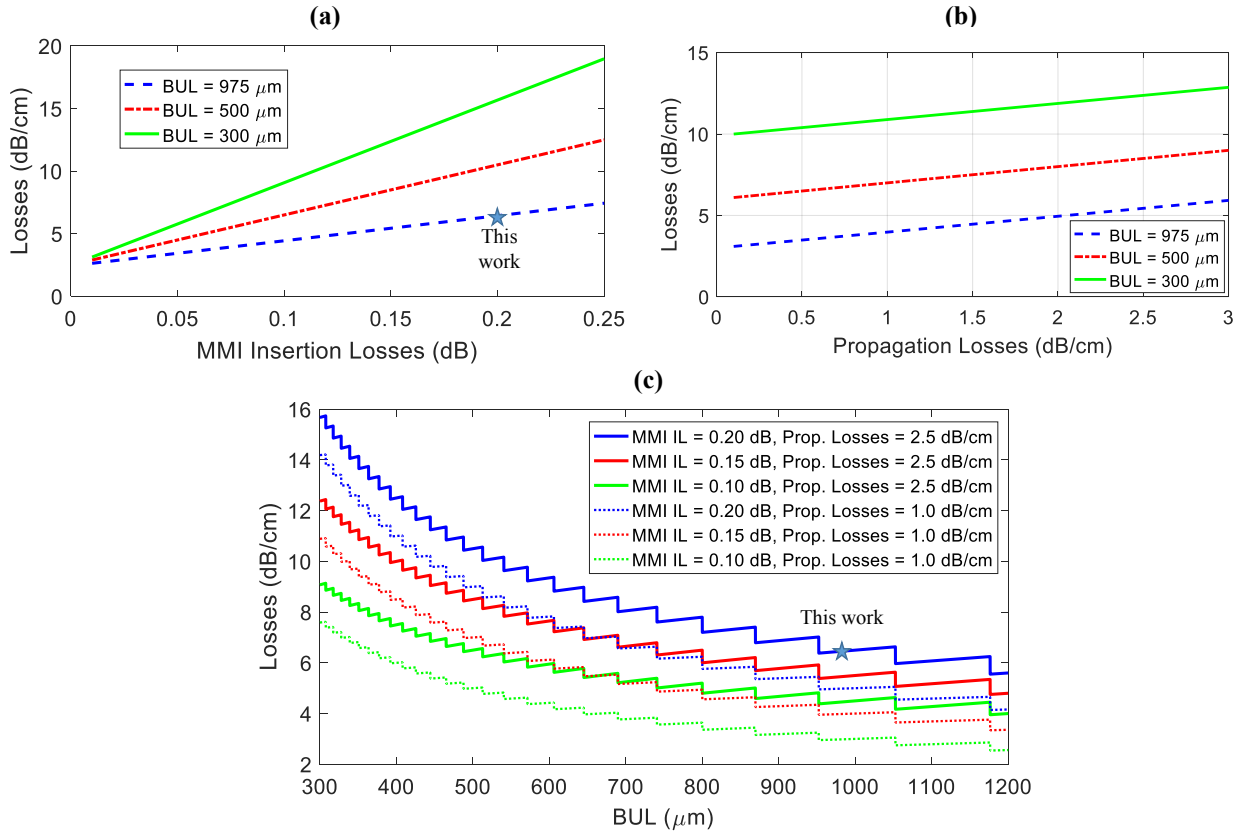 (a)
20
15
10
5
0
Losses (dB/cm)
BUL = 975 μm
BUL = 500 μm
BUL = 300 μm
This
work
0 0.05 0.1 0.15 0.2 0.25
MMI Insertion Losses (dB)
(b)
15
10
5
0
Losses (dB/cm)
BUL = 975 μm
BUL = 500 μm
BUL = 300 μm
0 0.5 1 1.5 2 2.5 3
Propagation Losses (dB/cm)
(c)
16
14
12
10
8
6
4
2
Losses (dB/cm)
MMI IL = 0.20 dB, Prop. Losses = 2.5 dB/cm
MMI IL = 0.15 dB, Prop. Losses = 2.5 dB/cm
MMI IL = 0.10 dB, Prop. Losses = 2.5 dB/cm
MMI IL = 0.20 dB, Prop. Losses = 1.0 dB/cm
MMI IL = 0.15 dB, Prop. Losses = 1.0 dB/cm
MMI IL = 0.10 dB, Prop. Losses = 1.0 dB/cm
This work
300 400 500 600 700 800 900 1000 1100 1200
BUL (μm)